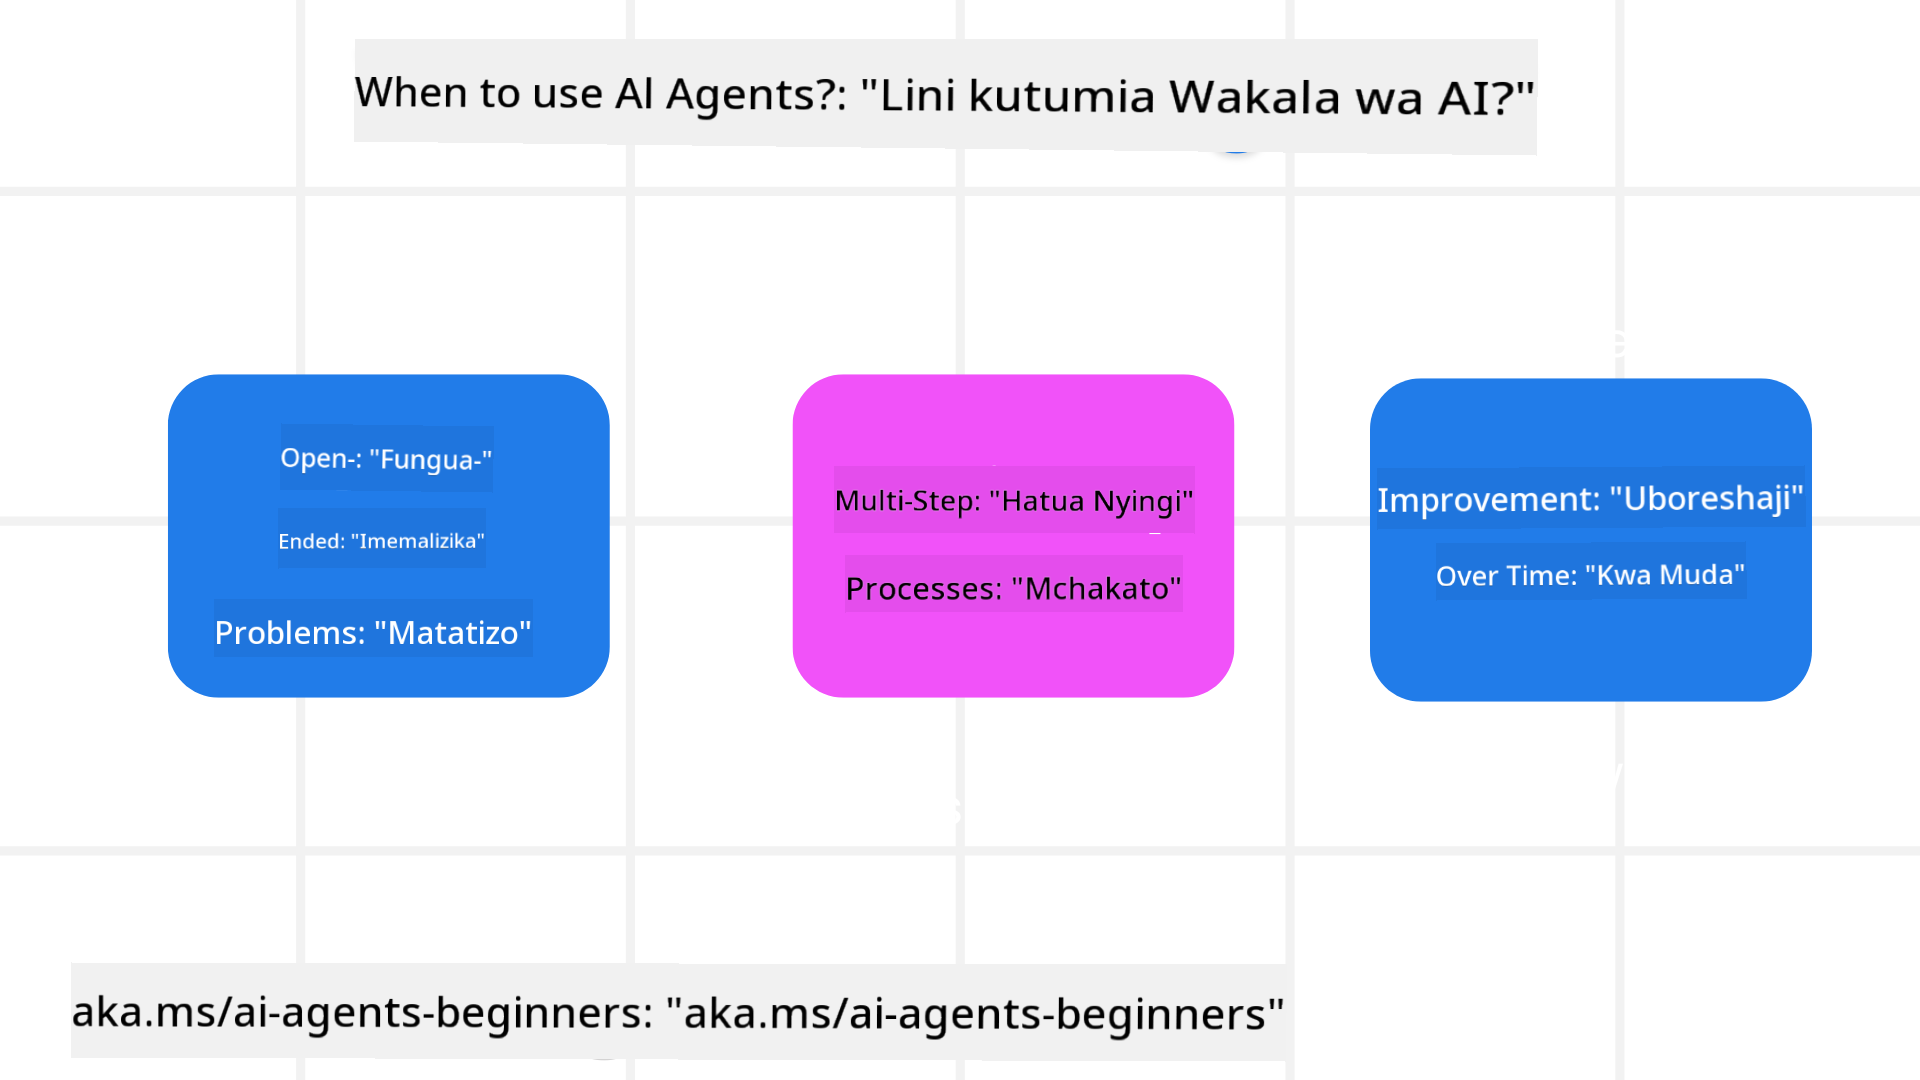 When to use AI Agents?: "Lini kutumia Wakala wa AI?"
Open-: "Fungua-"
Ended: "Imemalizika"
Problems: "Matatizo"
Multi-Step: "Hatua Nyingi"
Processes: "Mchakato"
Improvement: "Uboreshaji"
Over Time: "Kwa Muda"
aka.ms/ai-agents-beginners: "aka.ms/ai-agents-beginners"